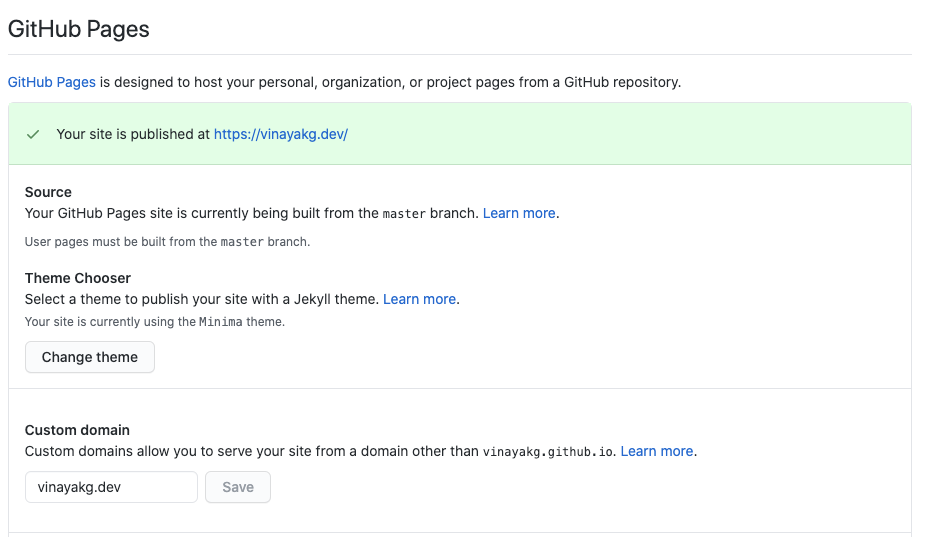 GitHub Pages
GitHub Pages is designed to host your personal, organization, or project pages from a GitHub repository.
Your site is published at https://vinayakg.dev/
Source
Your GitHub Pages site is currently being built from the master branch. Learn more.
User pages must be built from the master branch.
Theme Chooser
Select a theme to publish your site with a Jekyll theme. Learn more.
Your site is currently using the Minima theme.
Change theme
Custom domain
Custom domains allow you to serve your site from a domain other than vinayakg.github.io. Learn more.
vinayakg.dev Save